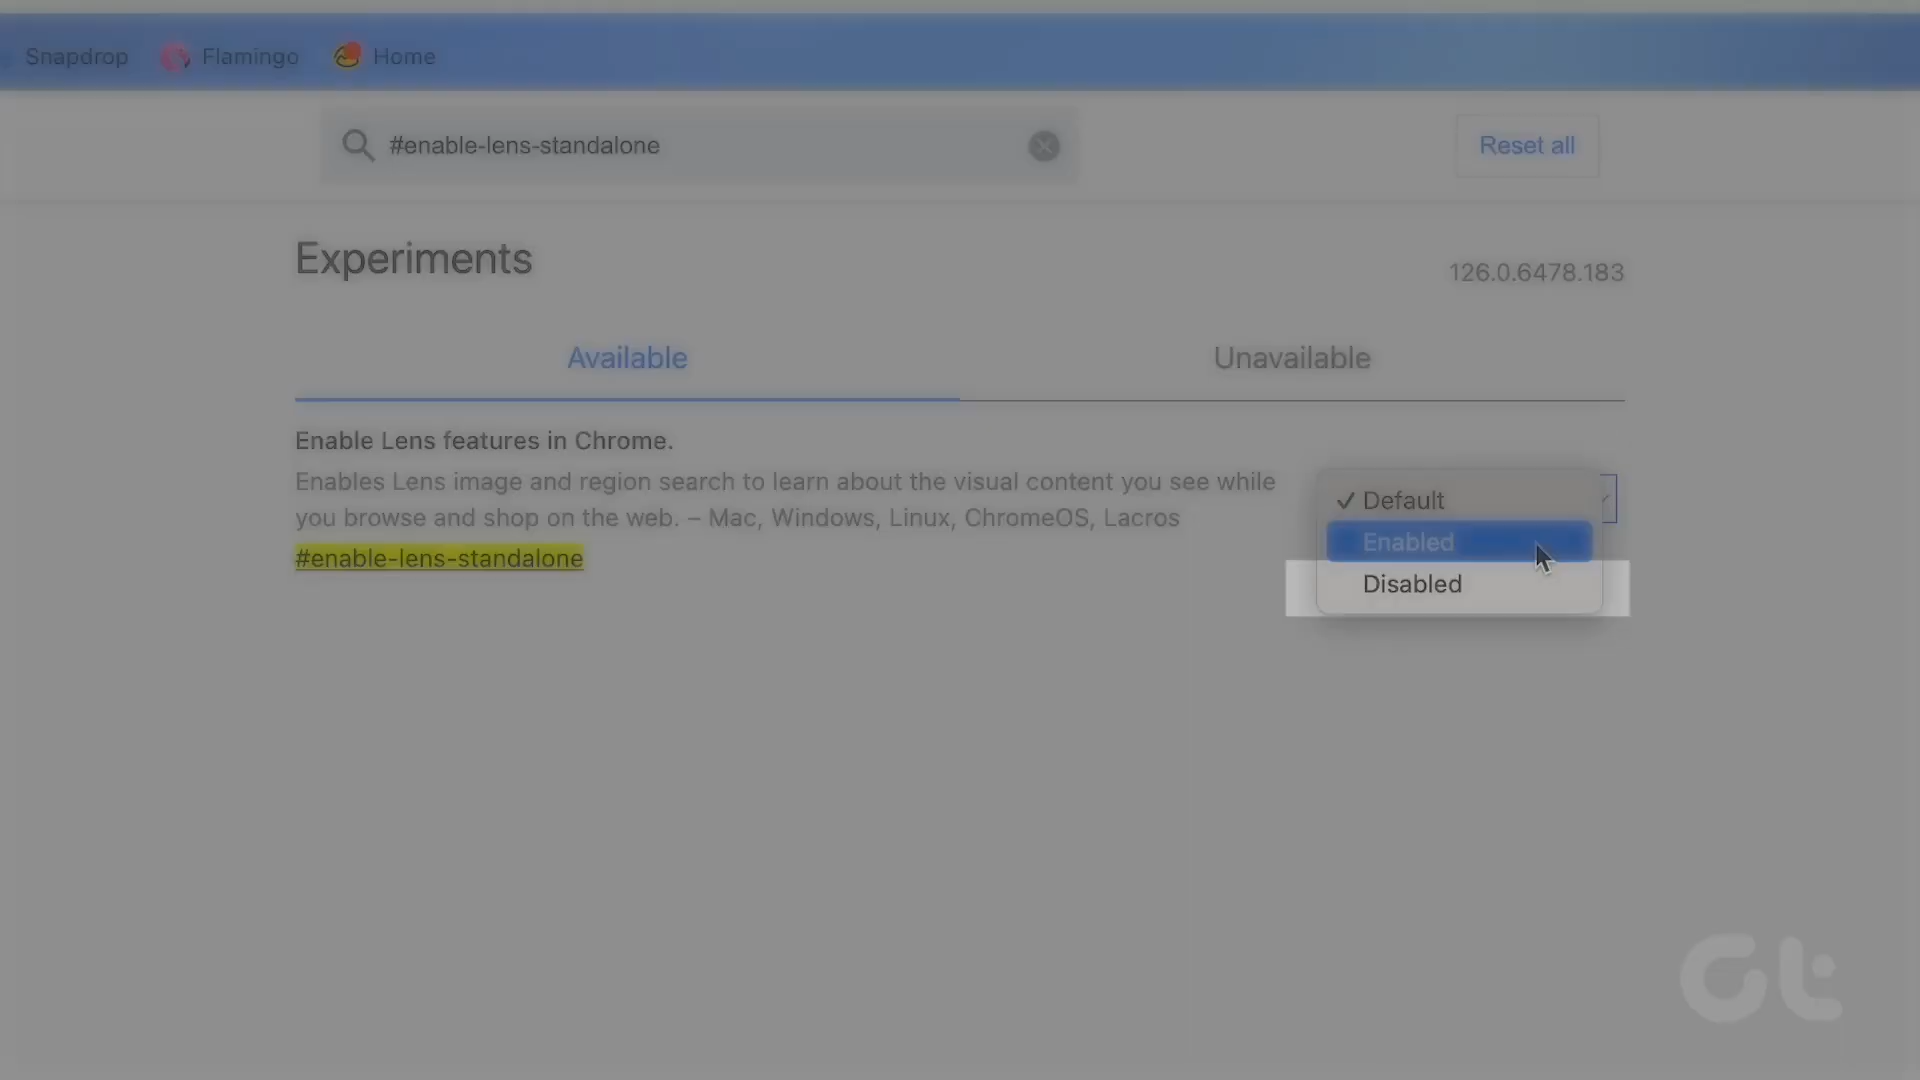 Snapdrop Flamingo Home
#enable-lens-standalone
Reset all
Experiments
126.0.6478.183
Available
Unavailable
Enable Lens features in Chrome.
Enables Lens image and region search to learn about the visual content you see while
you browse and shop on the web. – Mac, Windows, Linux, ChromeOS, Lacros
#enable-lens-standalone
Default
Enabled
Disabled
Gt